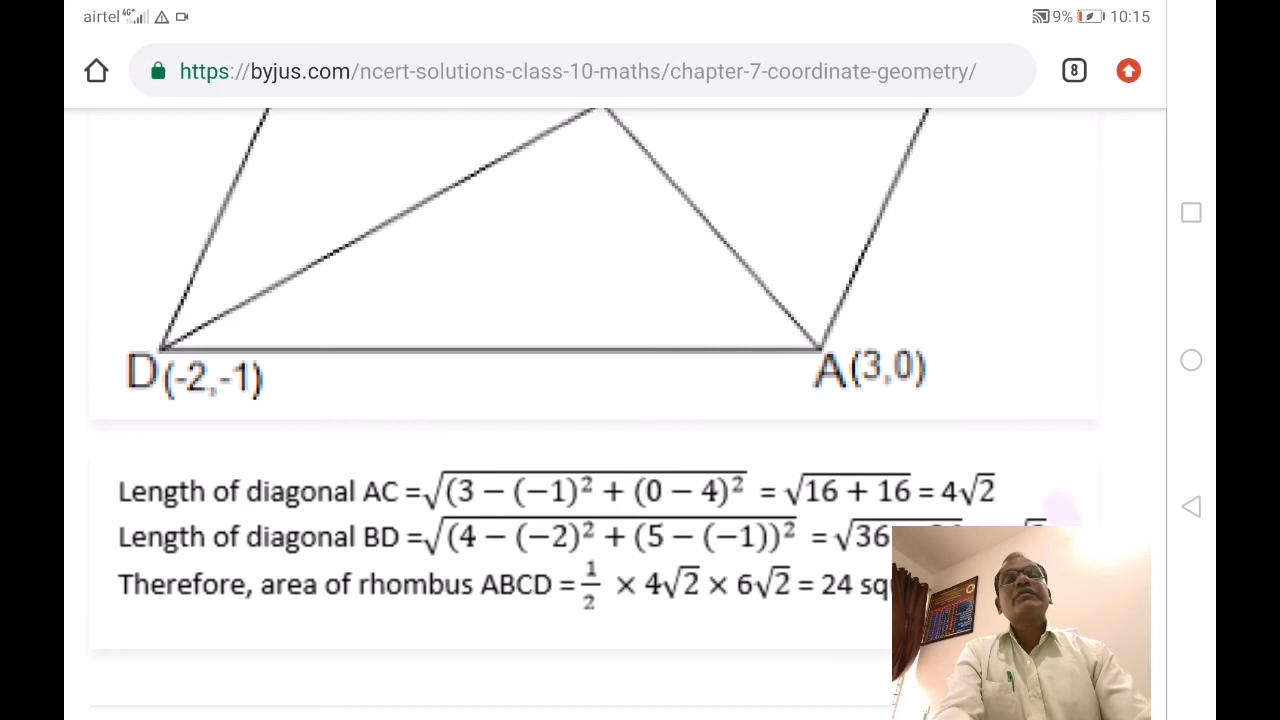 airtel 4G+ 9% 10:15
https://byjus.com/ncert-solutions-class-10-maths/chapter-7-coordinate-geometry/ 8
D(-2,-1) A(3,0)
Length of diagonal AC =√(3 − (−1)² + (0 − 4)² = √16 + 16 = 4√2
Length of diagonal BD =√(4 − (−2)² + (5 − (−1))² = √36
Therefore, area of rhombus ABCD = 1/2 × 4√2 × 6√2 = 24 sq